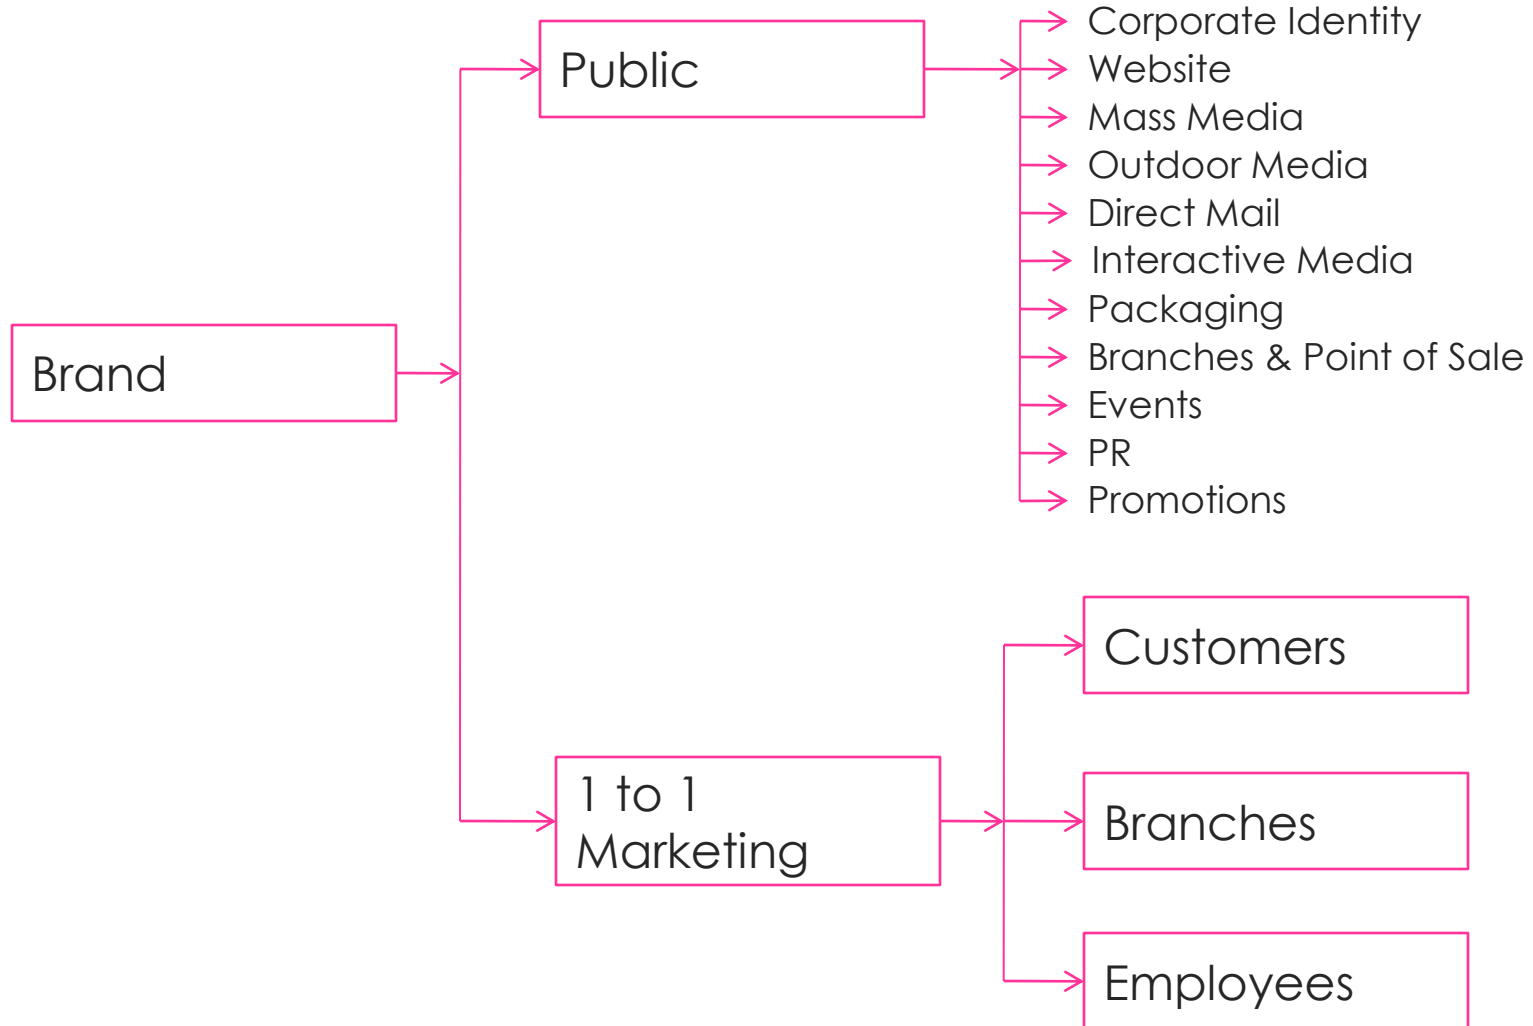 Brand
Public
Corporate Identity
Website
Mass Media
Outdoor Media
Direct Mail
Interactive Media
Packaging
Branches & Point of Sale
Events
PR
Promotions
1 to 1
Marketing
Customers
Branches
Employees